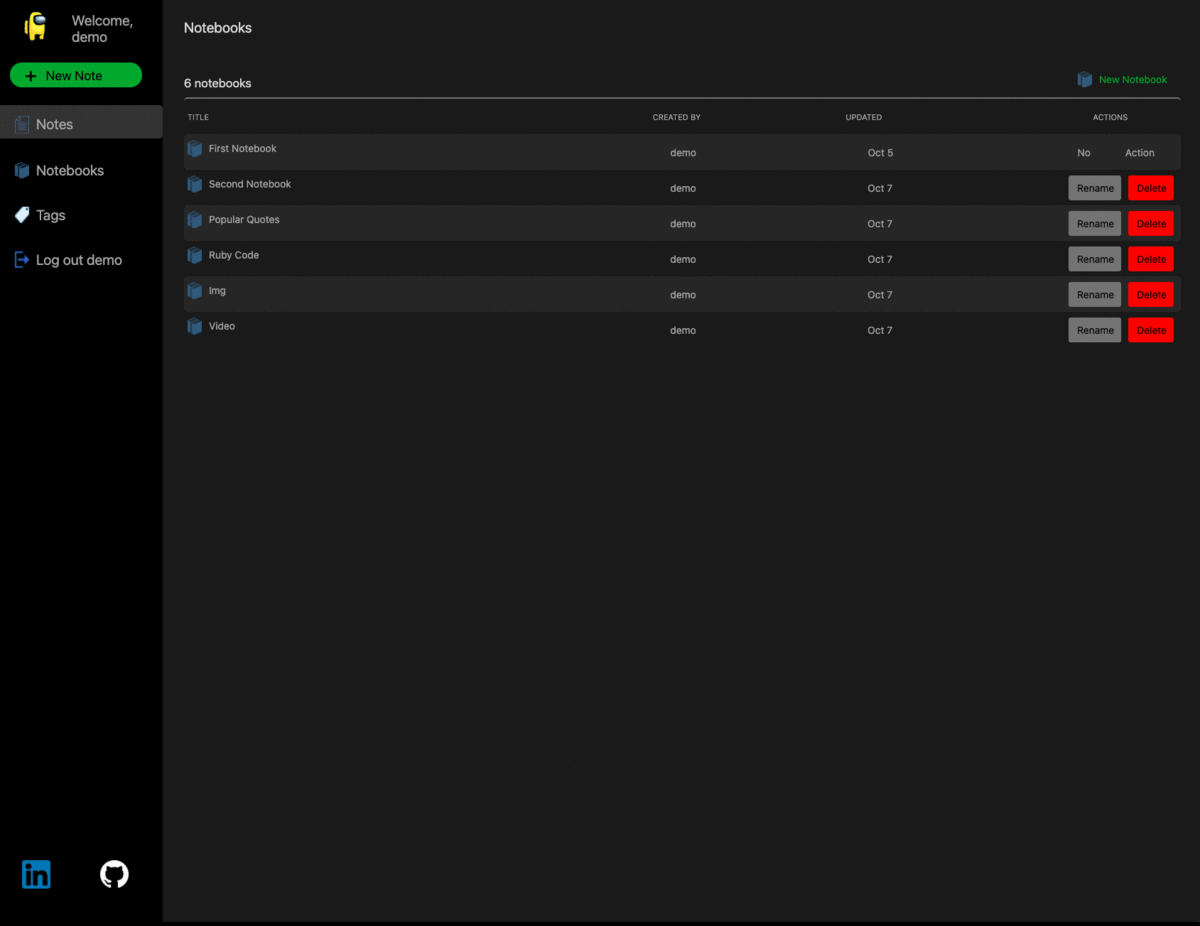 Welcome,
demo
New Note
Notes
Notebooks
Tags
Log out demo
in
Notebooks
6 notebooks
New Notebook
TITLE CREATED BY UPDATED ACTIONS
First Notebook demo Oct 5 No Action
Second Notebook demo Oct 7 Rename Delete
Popular Quotes demo Oct 7 Rename Delete
Ruby Code demo Oct 7 Rename Delete
Img demo Oct 7 Rename Delete
Video demo Oct 7 Rename Delete